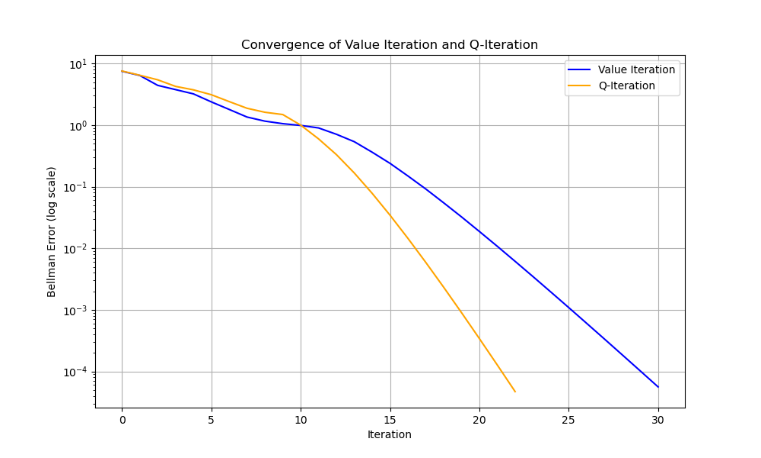 Convergence of Value Iteration and Q-Iteration
Value Iteration
Q-Iteration
Bellman Error (log scale)
10¹
10⁰
10⁻¹
10⁻²
10⁻³
10⁻⁴
0 5 10 15 20 25 30
Iteration